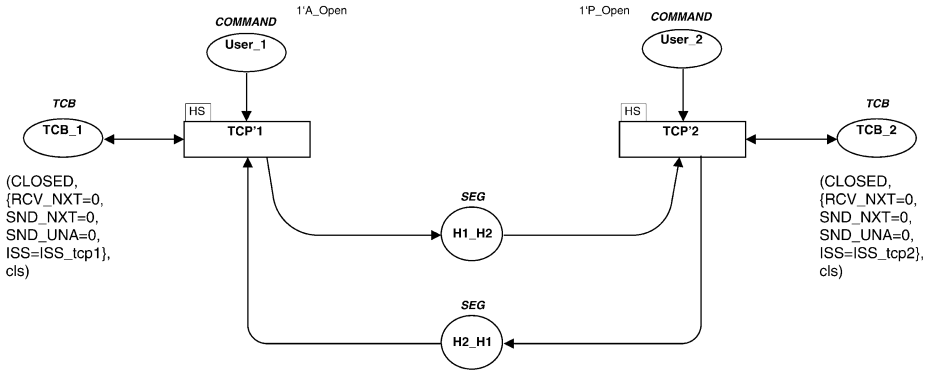 1'A_Open
1'P_Open
COMMAND
COMMAND
User_1
User_2
TCB
HS
HS
TCB
TCB_1
TCP'1
TCP'2
TCB_2
(CLOSED,
{RCV_NXT=0,
SND_NXT=0,
SND_UNA=0,
ISS=ISS_tcp1},
cls)
SEG
H1_H2
(CLOSED,
{RCV_NXT=0,
SND_NXT=0,
SND_UNA=0,
ISS=ISS_tcp2},
cls)
SEG
H2_H1